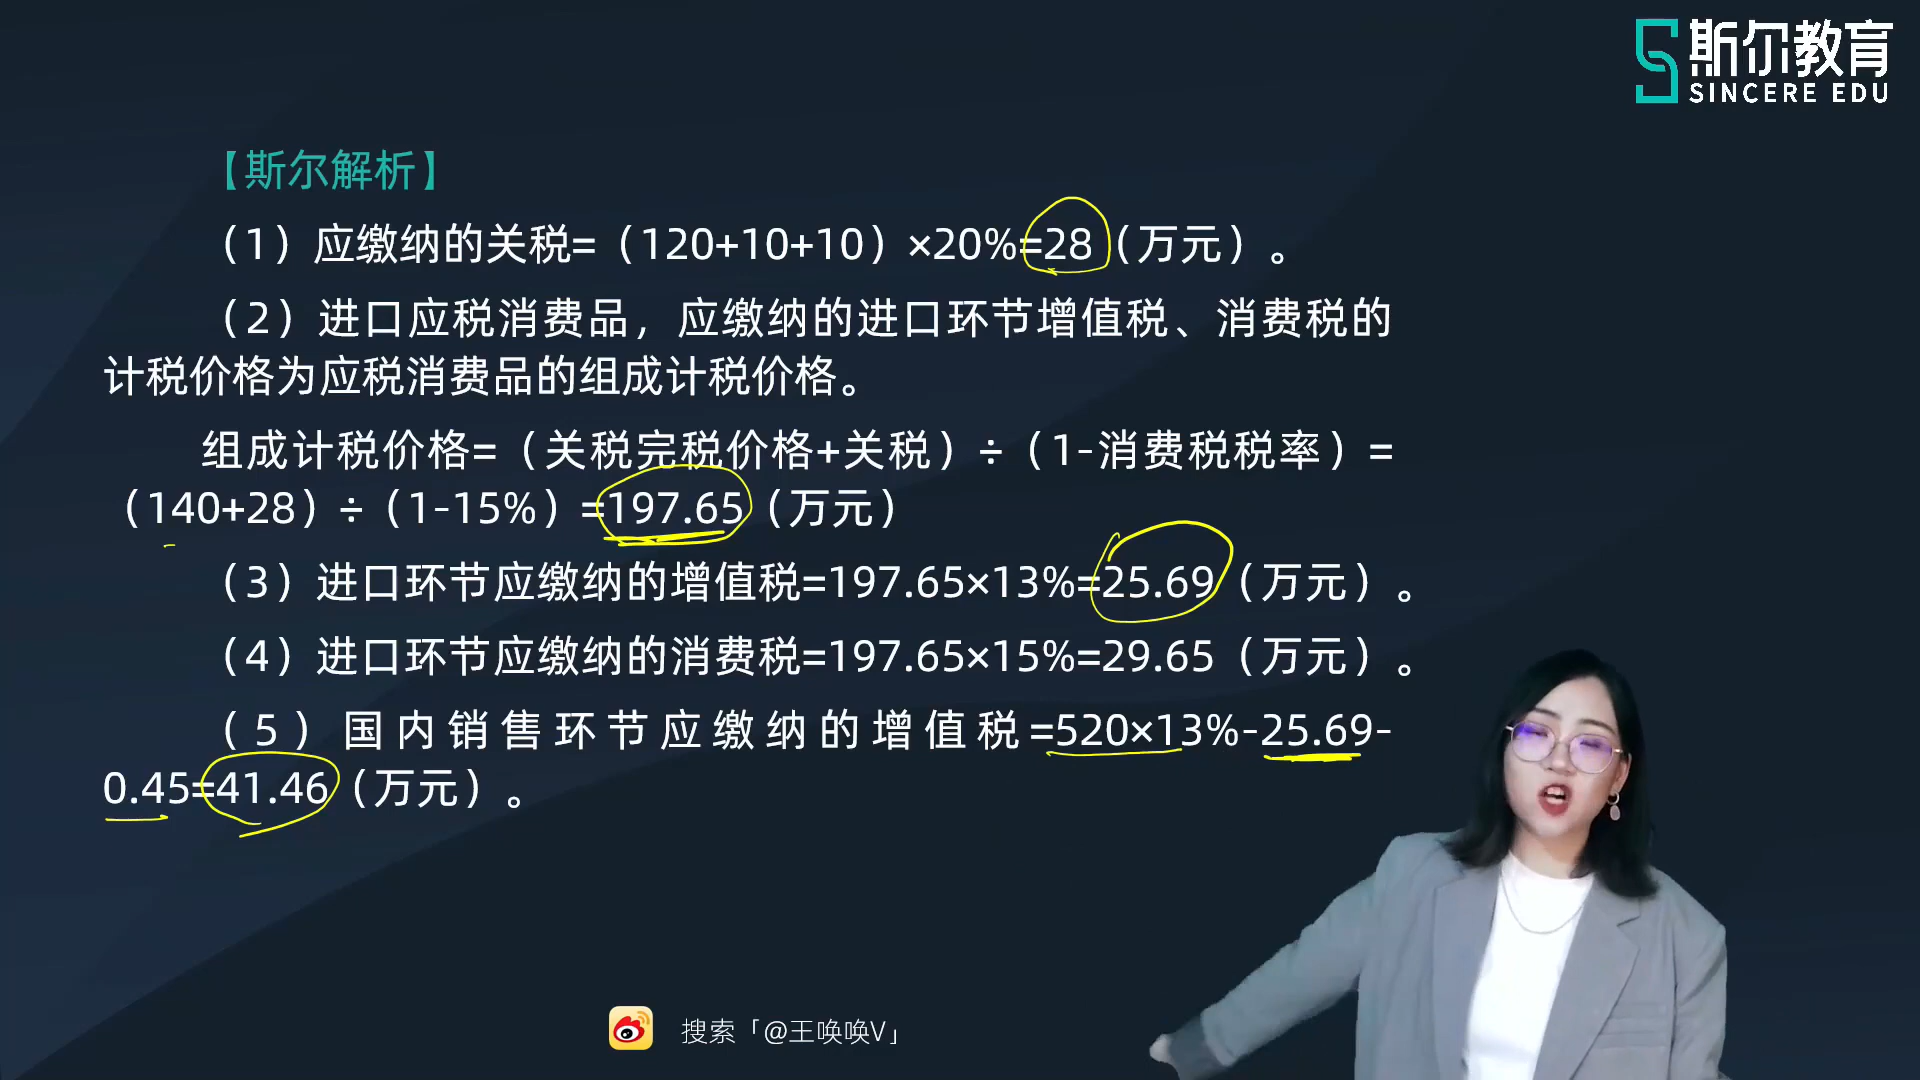 斯尔教育
SINCERE EDU
【斯尔解析】
（1）应缴纳的关税=（120+10+10）×20%=28（万元）。
（2）进口应税消费品，应缴纳的进口环节增值税、消费税的
计税价格为应税消费品的组成计税价格。
组成计税价格=（关税完税价格+关税）÷（1-消费税税率）=
（140+28）÷（1-15%）=197.65（万元）
（3）进口环节应缴纳的增值税=197.65×13%=25.69（万元）。
（4）进口环节应缴纳的消费税=197.65×15%=29.65（万元）。
（5）国内销售环节应缴纳的增值税=520×13%-25.69-
0.45=41.46（万元）。
搜索「@王唤唤V」